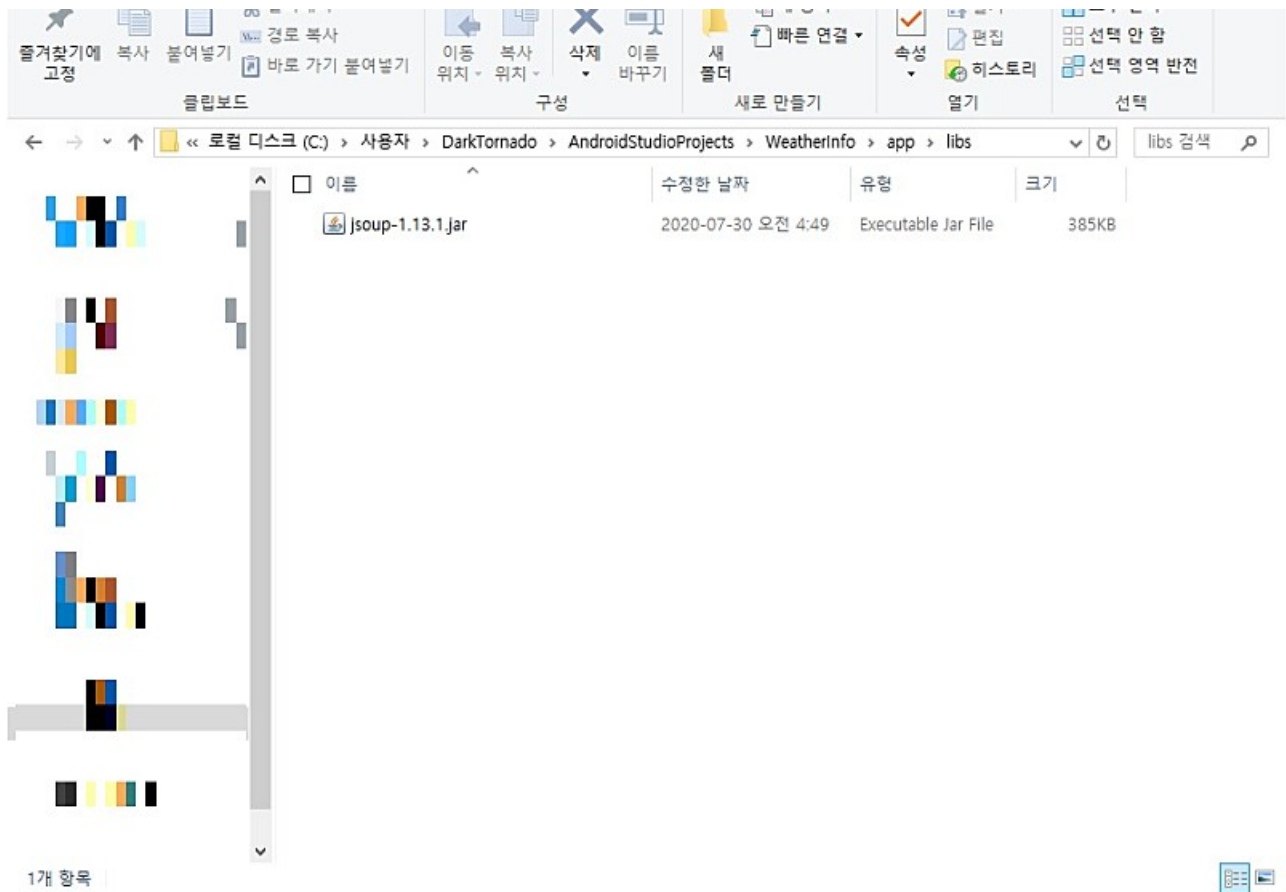 즐겨찾기에 고정
복사
붙여넣기
경로 복사
바로 가기 붙여넣기
이동 위치
복사 위치
삭제
이름 바꾸기
새 폴더
빠른 연결
속성
편집
히스토리
선택 안 함
선택 영역 반전
클립보드
구성
새로 만들기
열기
선택
« 로컬 디스크 (C:) › 사용자 › DarkTornado › AndroidStudioProjects › WeatherInfo › app › libs
libs 검색
이름 수정한 날짜 유형 크기
jsoup-1.13.1.jar 2020-07-30 오전 4:49 Executable Jar File 385KB
1개 항목